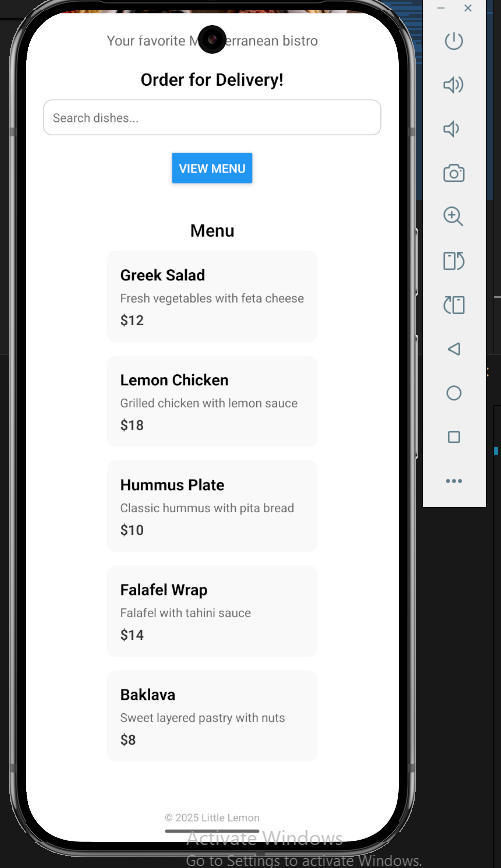 Your favorite M erranean bistro
Order for Delivery!
Search dishes...
VIEW MENU
Menu
Greek Salad
Fresh vegetables with feta cheese
$12
Lemon Chicken
Grilled chicken with lemon sauce
$18
Hummus Plate
Classic hummus with pita bread
$10
Falafel Wrap
Falafel with tahini sauce
$14
Baklava
Sweet layered pastry with nuts
$8
© 2025 Little Lemon
Activate Windows
Go to Settings to activate Windows.